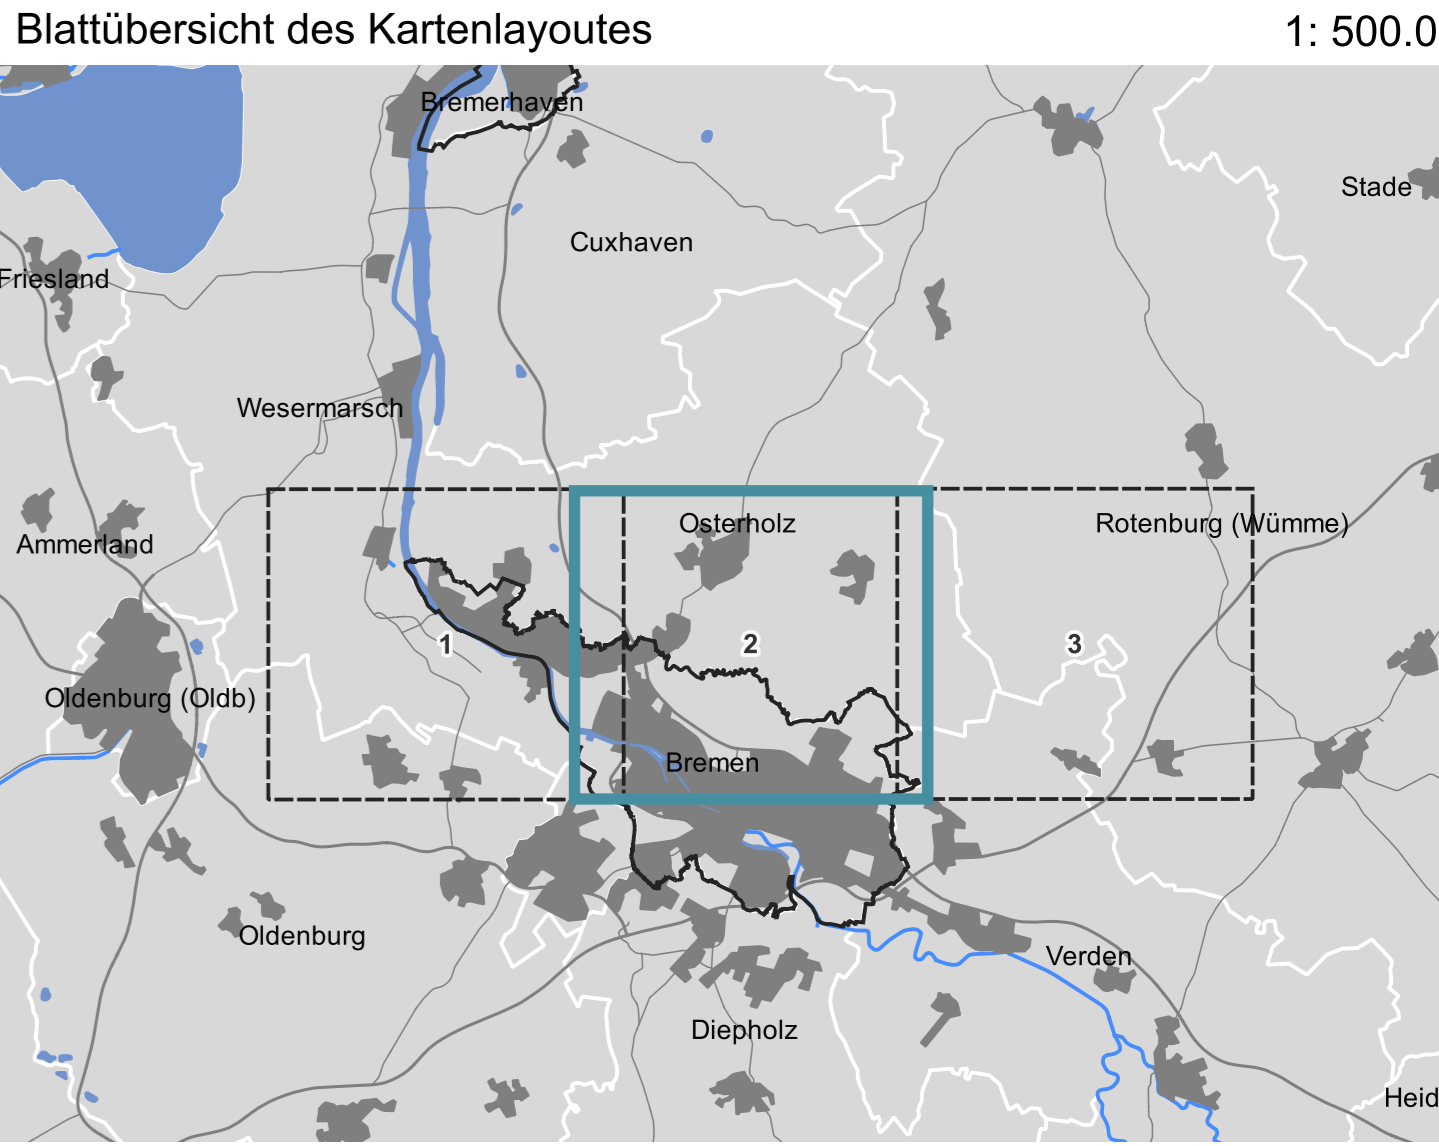 Blattübersicht des Kartenlayoutes
1: 500.0
Bremerhaven
Stade
Cuxhaven
Friesland
Wesermarsch
Osterholz
Rotenburg (Wümme)
Ammerland
1
2
3
Oldenburg (Oldb)
Bremen
Oldenburg
Verden
Diepholz
Heid